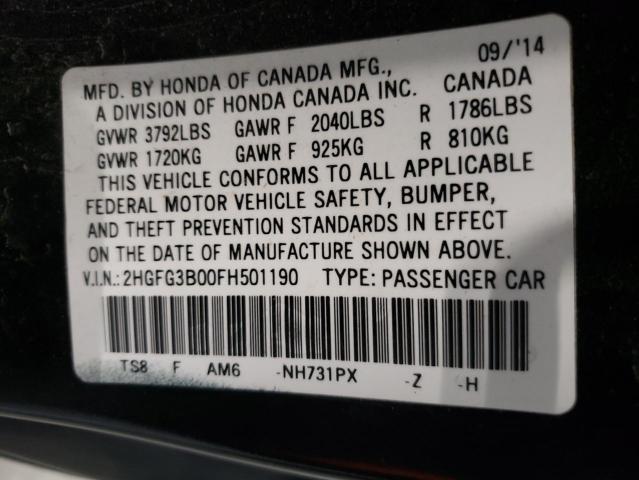 09/'14
MFD. BY HONDA OF CANADA MFG.,
A DIVISION OF HONDA CANADA INC. CANADA
GVWR 3792LBS GAWR F 2040LBS R 1786LBS
GVWR 1720KG GAWR F 925KG R 810KG
THIS VEHICLE CONFORMS TO ALL APPLICABLE
FEDERAL MOTOR VEHICLE SAFETY, BUMPER,
AND THEFT PREVENTION STANDARDS IN EFFECT
ON THE DATE OF MANUFACTURE SHOWN ABOVE.
V.I.N.: 2HGFG3B00FH501190 TYPE: PASSENGER CAR
TS8 F AM6 -NH731PX -Z -H